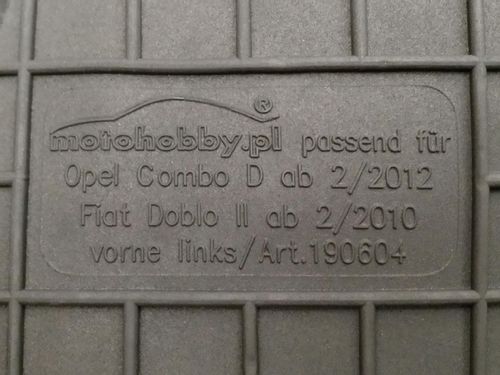 motohobby.pl® passend für
Opel Combo D ab 2/2012
Fiat Doblo II ab 2/2010
vorne links/Art.190604